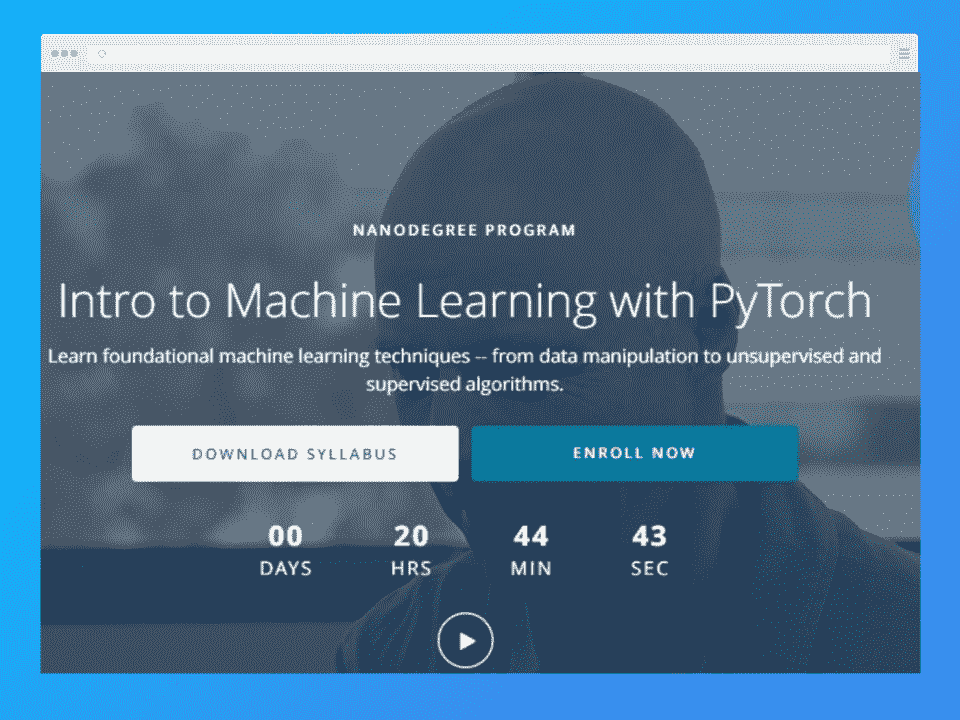 NANODEGREE PROGRAM
Intro to Machine Learning with PyTorch
Learn foundational machine learning techniques -- from data manipulation to unsupervised and
supervised algorithms.
DOWNLOAD SYLLABUS
ENROLL NOW
00 20 44 43
DAYS HRS MIN SEC